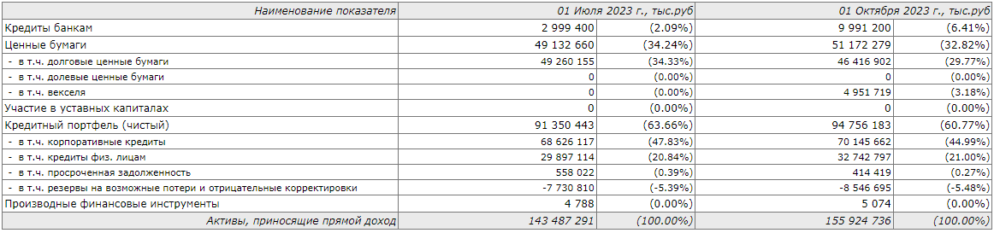 Наименование показателя 01 Июля 2023 г., тыс.руб 01 Октября 2023 г., тыс.руб
Кредиты банкам 2 999 400 (2.09%) 9 991 200 (6.41%)
Ценные бумаги 49 132 660 (34.24%) 51 172 279 (32.82%)
- в т.ч. долговые ценные бумаги 49 260 155 (34.33%) 46 416 902 (29.77%)
- в т.ч. долевые ценные бумаги 0 (0.00%) 0 (0.00%)
- в т.ч. векселя 0 (0.00%) 4 951 719 (3.18%)
Участие в уставных капиталах 0 (0.00%) 0 (0.00%)
Кредитный портфель (чистый) 91 350 443 (63.66%) 94 756 183 (60.77%)
- в т.ч. корпоративные кредиты 68 626 117 (47.83%) 70 145 662 (44.99%)
- в т.ч. кредиты физ. лицам 29 897 114 (20.84%) 32 742 797 (21.00%)
- в т.ч. просроченная задолженность 558 022 (0.39%) 414 419 (0.27%)
- в т.ч. резервы на возможные потери и отрицательные корректировки -7 730 810 (-5.39%) -8 546 695 (-5.48%)
Производные финансовые инструменты 4 788 (0.00%) 5 074 (0.00%)
Активы, приносящие прямой доход 143 487 291 (100.00%) 155 924 736 (100.00%)